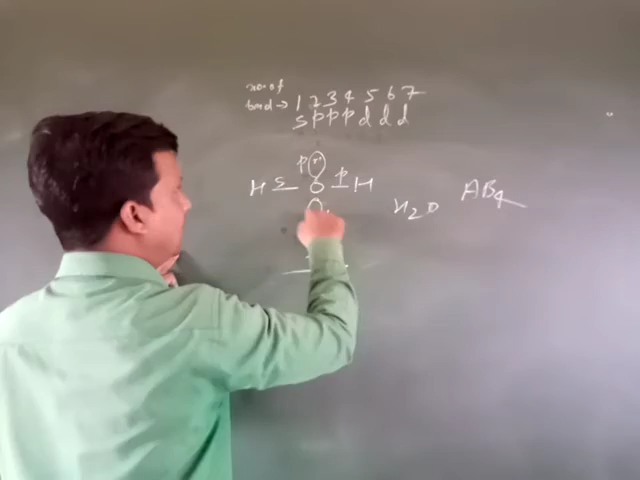 no. of
bond → 1 2 3 4 5 6 7
s p p p d d d
p
H s O p H
H2O AB4